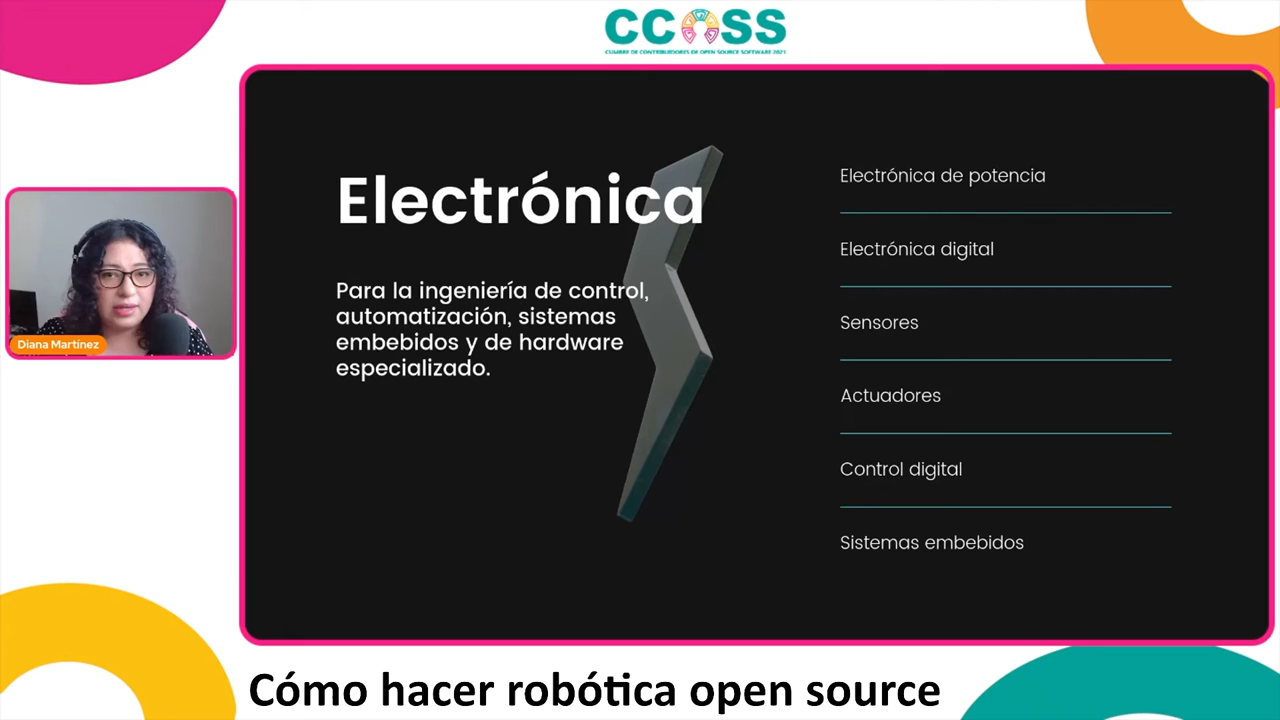 CCOSS
CUMBRE DE CONTRIBUIDORES DE OPEN SOURCE SOFTWARE 2021
Electrónica
Para la ingeniería de control,
automatización, sistemas
embebidos y de hardware
especializado.
Electrónica de potencia
Electrónica digital
Sensores
Actuadores
Control digital
Sistemas embebidos
Diana Martínez
Cómo hacer robótica open source